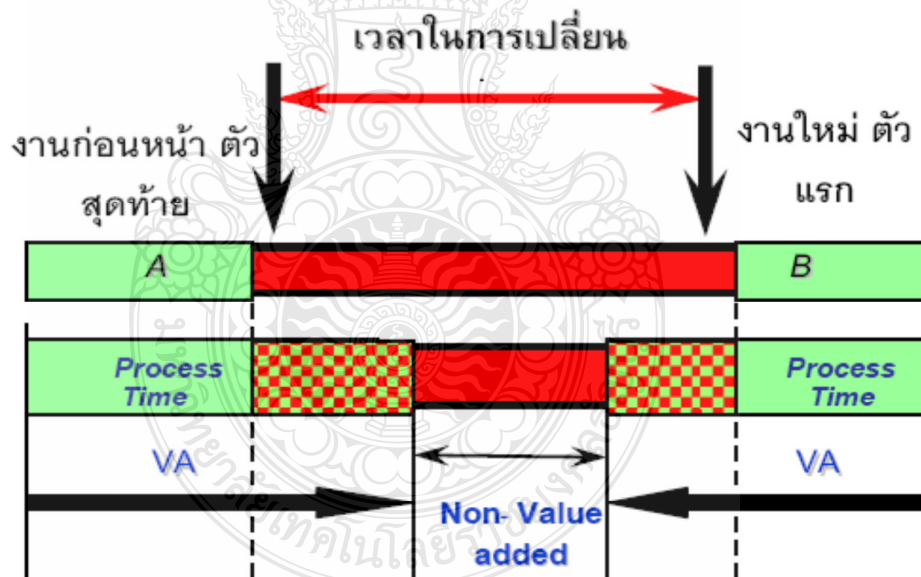 เวลาในการเปลี่ยน
งานก่อนหน้า ตัว
สุดท้าย
งานใหม่ ตัว
แรก
A
B
Process
Time
Process
Time
VA
VA
Non- Value
added